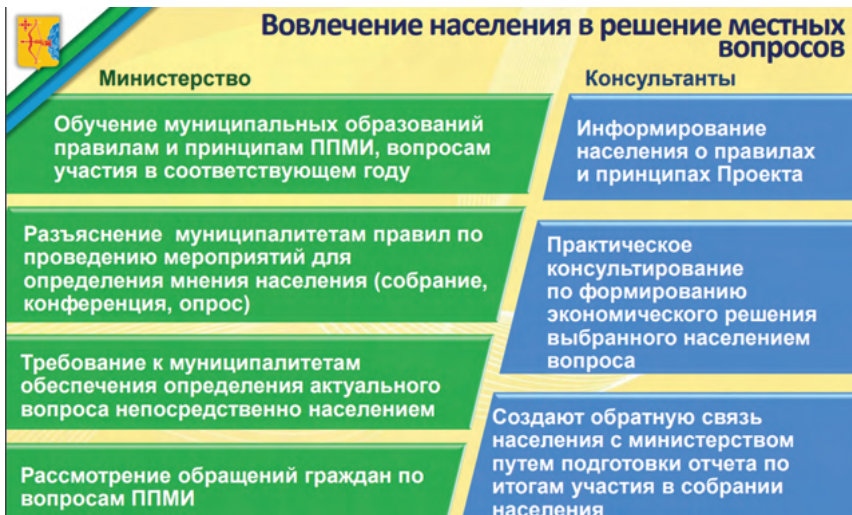 Вовлечение населения в решение местных
вопросов
Министерство
Обучение муниципальных образований
правилам и принципам ППМИ, вопросам
участия в соответствующем году
Разъяснение муниципалитетам правил по
проведению мероприятий для
определения мнения населения (собрание,
конференция, опрос)
Требование к муниципалитетам
обеспечения определения актуального
вопроса непосредственно населением
Рассмотрение обращений граждан по
вопросам ППМИ
Консультанты
Информирование
населения о правилах
и принципах Проекта
Практическое
консультирование
по формированию
экономического решения
выбранного населением
вопроса
Создают обратную связь
населения с министерством
путем подготовки отчета по
итогам участия в собрании
населения